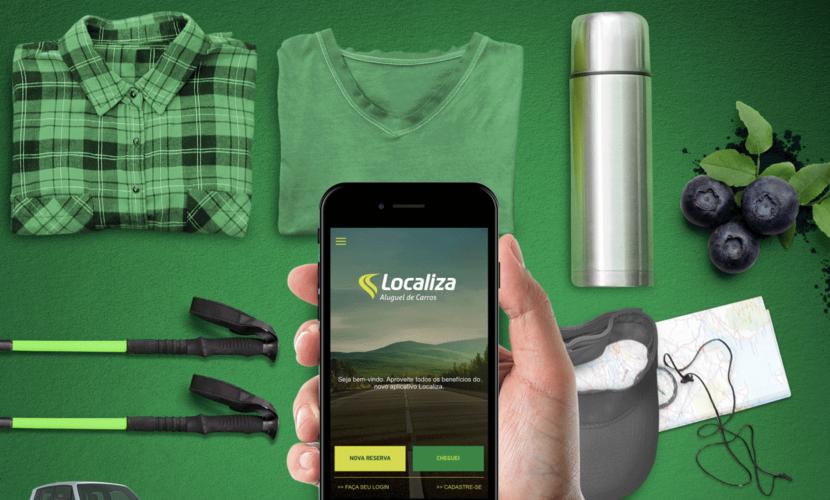 Localiza
Aluguel de Carros
Seja bem-vindo. Aproveite todos os benefícios do
novo aplicativo Localiza.
NOVA RESERVA
CHEGUEI
>> FAÇA SEU LOGIN
>> CADASTRE-SE